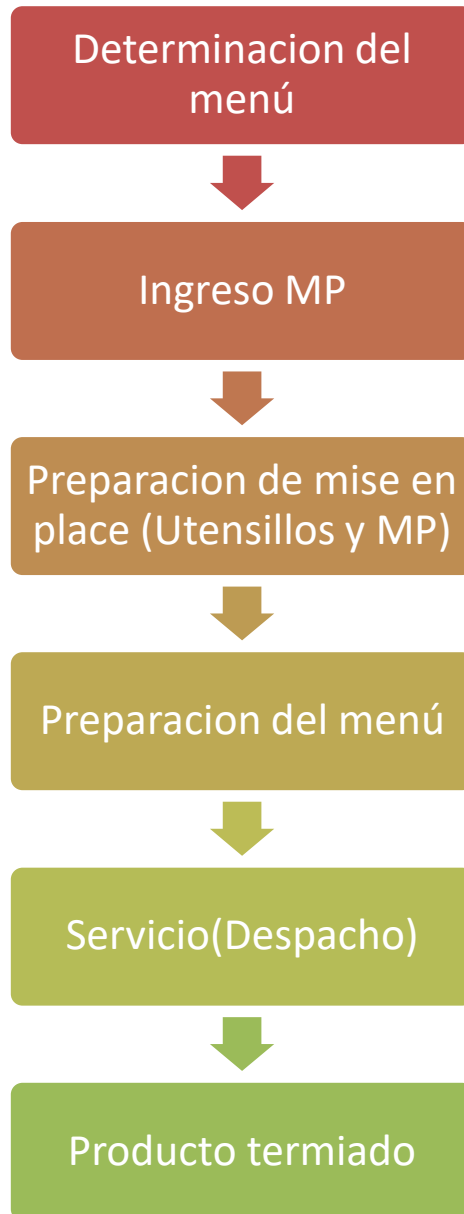 Determinacion del
menú
Ingreso MP
Preparacion de mise en
place (Utensillos y MP)
Preparacion del menú
Servicio(Despacho)
Producto termiado